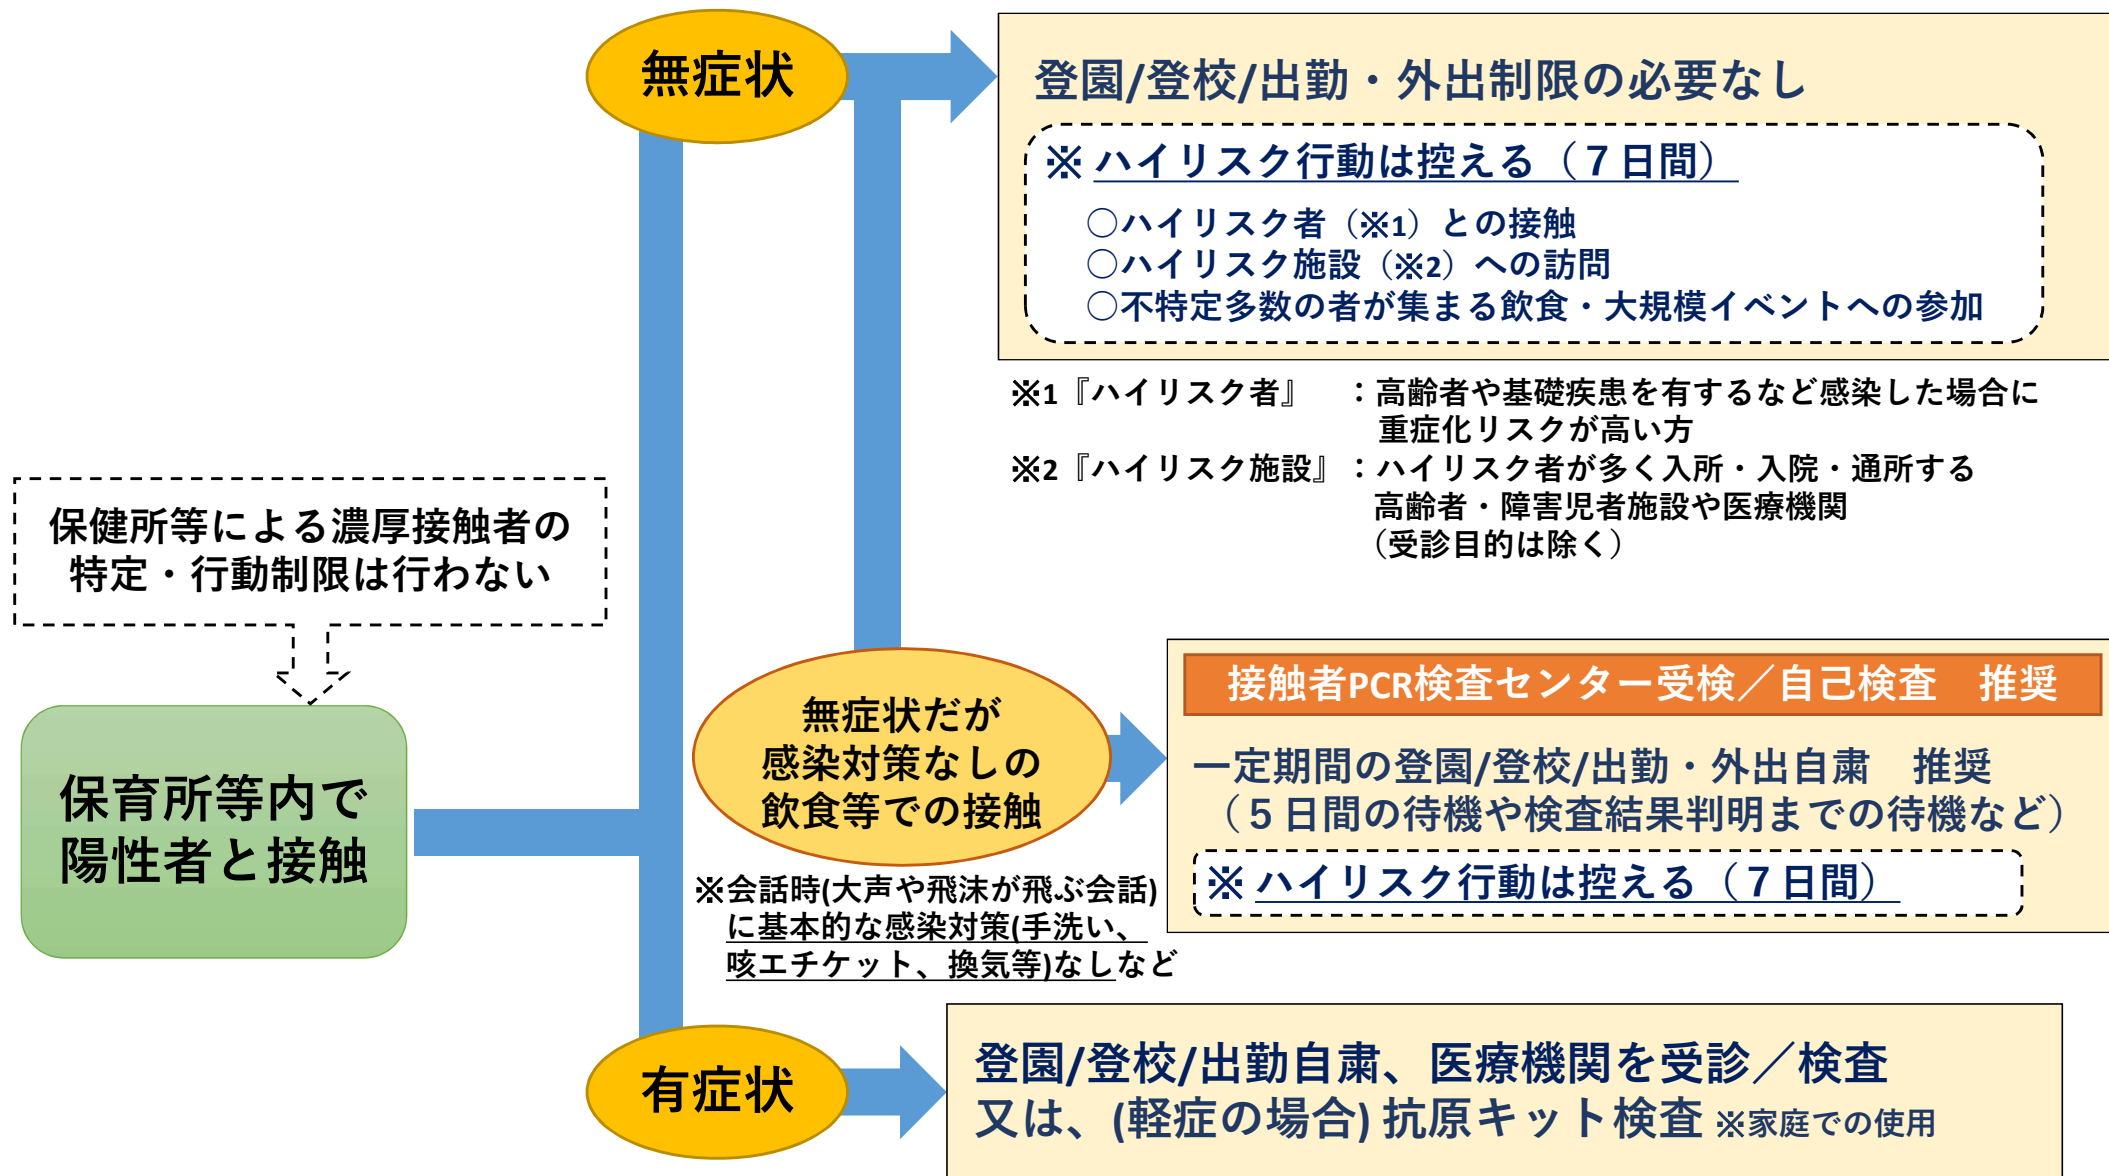 無症状
登園/登校/出勤・外出制限の必要なし
※ ハイリスク行動は控える（７日間）
○ハイリスク者（※1）との接触
○ハイリスク施設（※2）への訪問
○不特定多数の者が集まる飲食・大規模イベントへの参加
※1『ハイリスク者』　：高齢者や基礎疾患を有するなど感染した場合に
重症化リスクが高い方
※2『ハイリスク施設』：ハイリスク者が多く入所・入院・通所する
高齢者・障害児者施設や医療機関
（受診目的は除く）
保健所等による濃厚接触者の
特定・行動制限は行わない
保育所等内で
陽性者と接触
無症状だが
感染対策なしの
飲食等での接触
※会話時(大声や飛沫が飛ぶ会話)
に基本的な感染対策(手洗い、
咳エチケット、換気等)なしなど
接触者PCR検査センター受検／自己検査　推奨
一定期間の登園/登校/出勤・外出自粛　推奨
（５日間の待機や検査結果判明までの待機など）
※ ハイリスク行動は控える（７日間）
有症状
登園/登校/出勤自粛、医療機関を受診／検査
又は、(軽症の場合) 抗原キット検査 ※家庭での使用